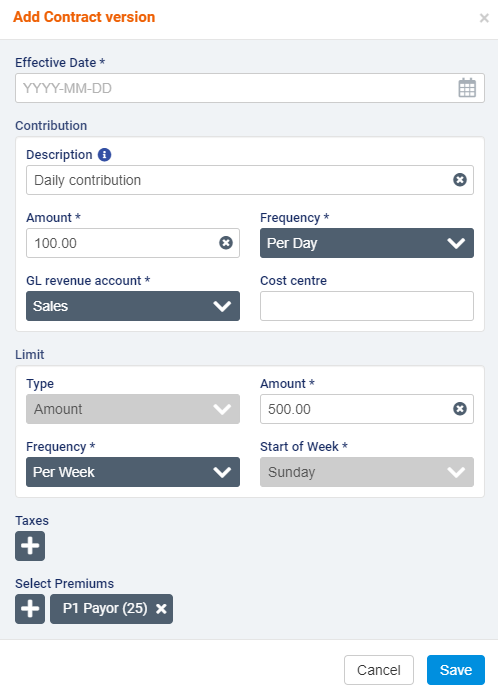 Add Contract version ×
Effective Date *
YYYY-MM-DD
Contribution
Description
Daily contribution
Amount * Frequency *
100.00 Per Day
GL revenue account * Cost centre
Sales
Limit
Type Amount *
Amount 500.00
Frequency * Start of Week *
Per Week Sunday
Taxes
Select Premiums
P1 Payor (25)
Cancel Save